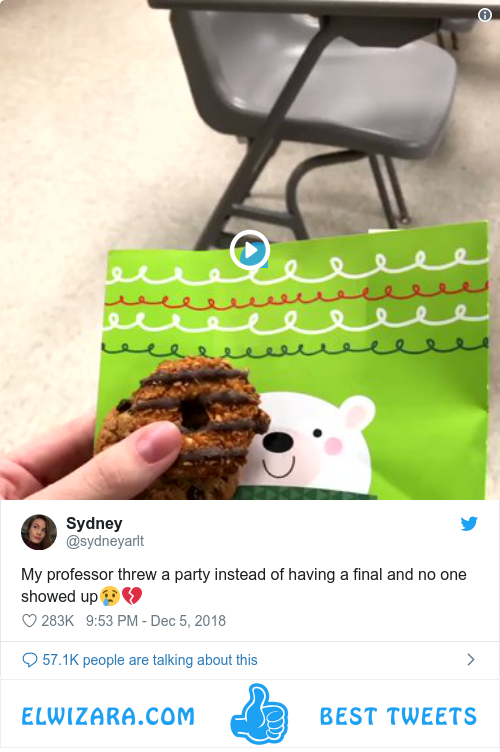 Sydney
@sydneyarlt
My professor threw a party instead of having a final and no one
showed up😢💔
283K 9:53 PM - Dec 5, 2018
57.1K people are talking about this
ELWIZARA.COM BEST TWEETS